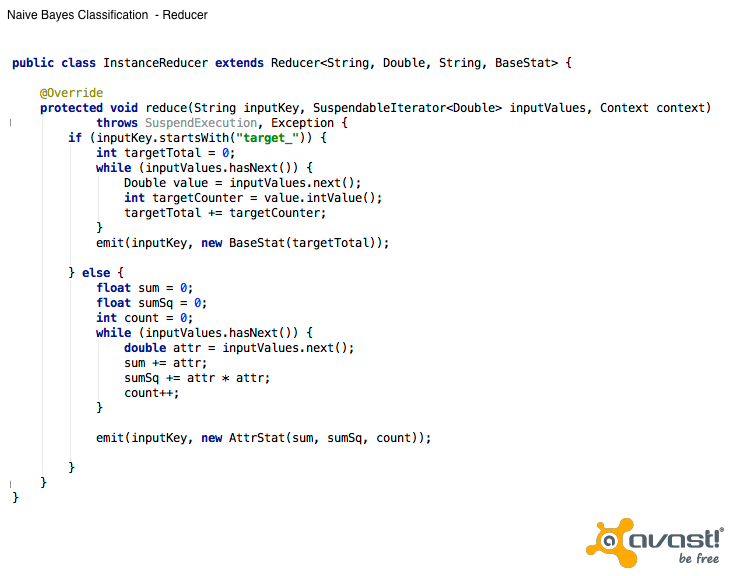 Naive Bayes Classification - Reducer
public class InstanceReducer extends Reducer<String, Double, String, BaseStat> {
@Override
protected void reduce(String inputKey, SuspendableIterator<Double> inputValues, Context context)
throws SuspendExecution, Exception {
if (inputKey.startsWith("target_")) {
int targetTotal = 0;
while (inputValues.hasNext()) {
Double value = inputValues.next();
int targetCounter = value.intValue();
targetTotal += targetCounter;
}
emit(inputKey, new BaseStat(targetTotal));
} else {
float sum = 0;
float sumSq = 0;
int count = 0;
while (inputValues.hasNext()) {
double attr = inputValues.next();
sum += attr;
sumSq += attr * attr;
count++;
}
emit(inputKey, new AttrStat(sum, sumSq, count));
}
}
}
@ avast!®
be free